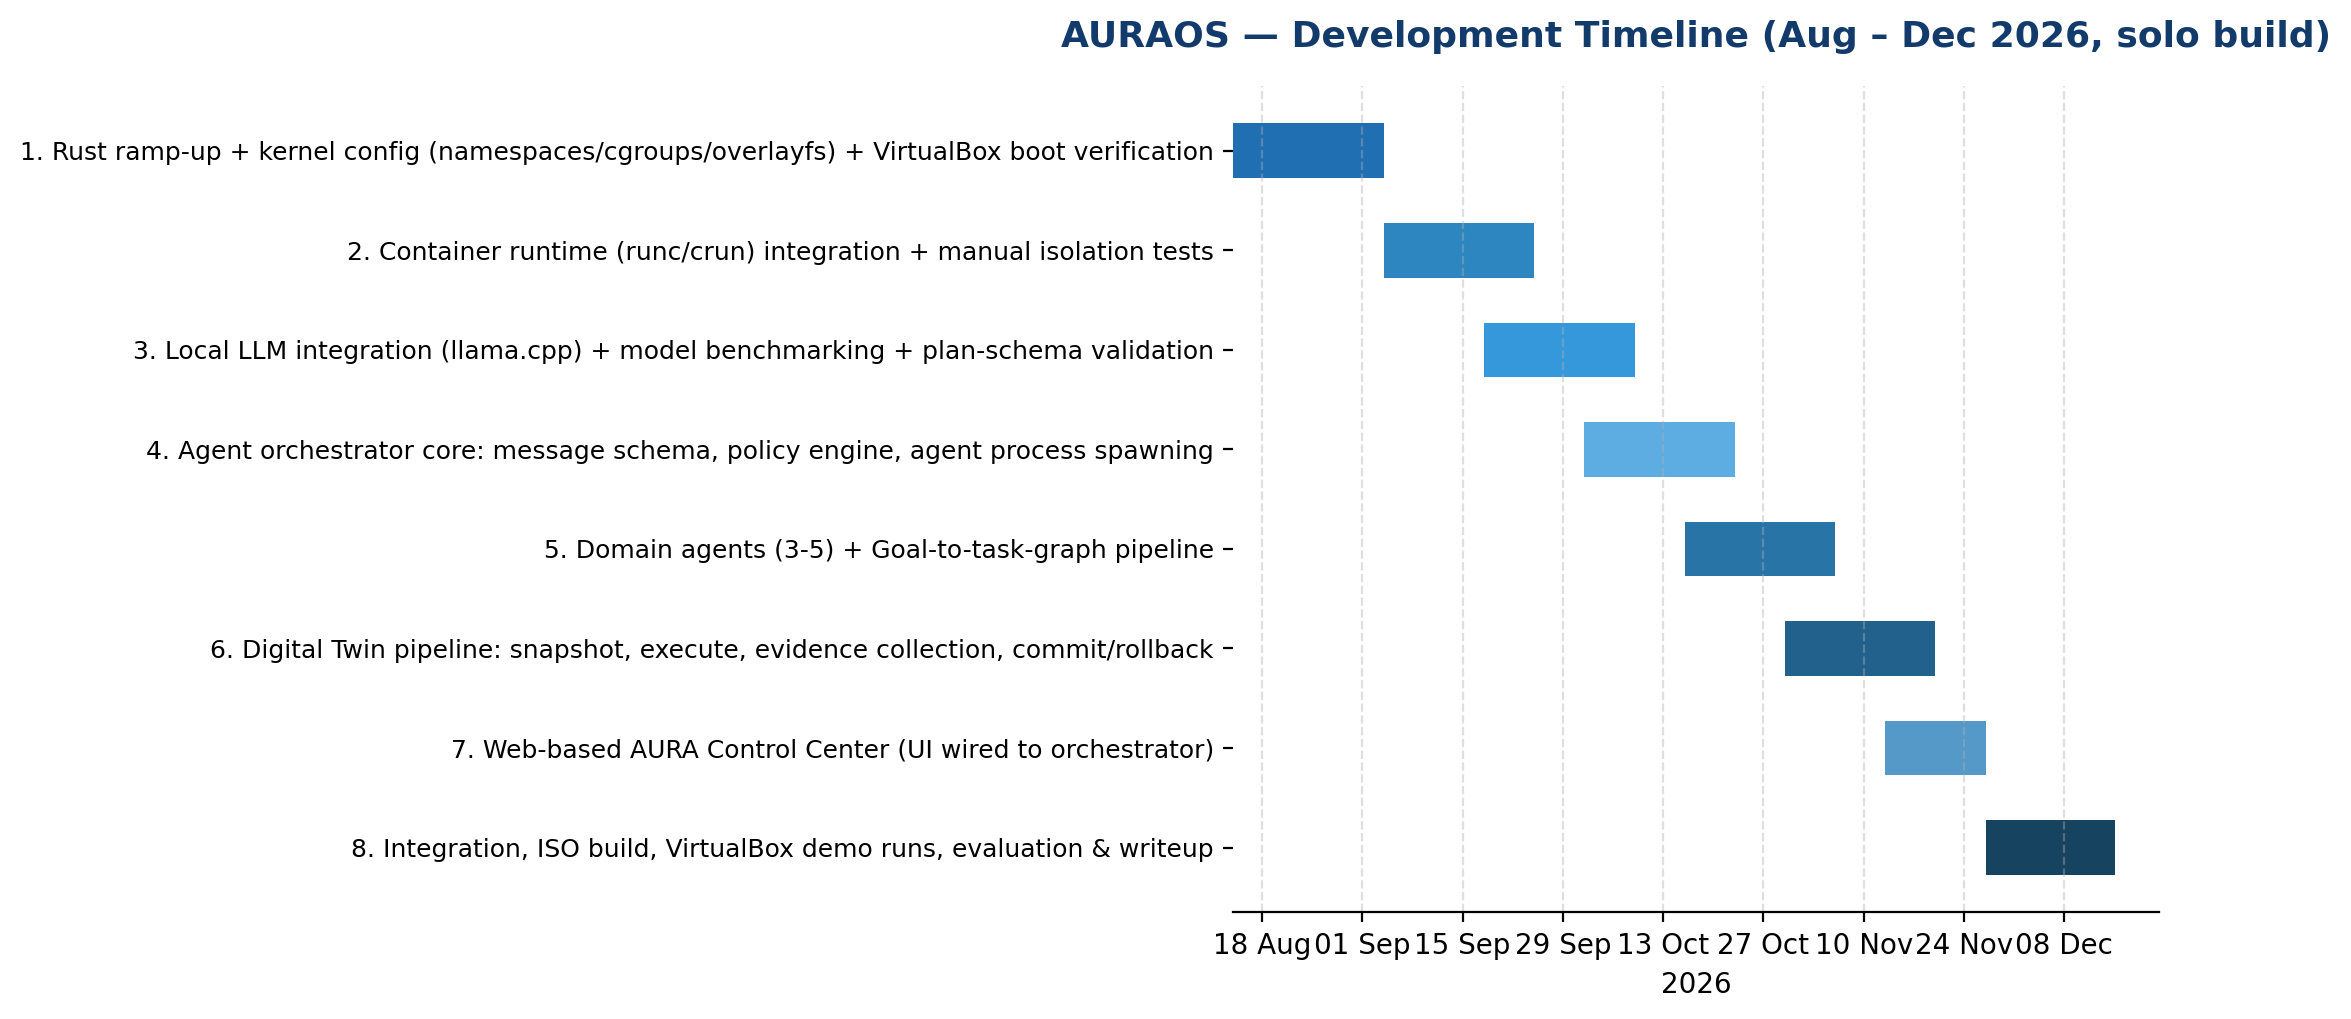 AURAOS — Development Timeline (Aug – Dec 2026, solo build)
1. Rust ramp-up + kernel config (namespaces/cgroups/overlayfs) + VirtualBox boot verification
2. Container runtime (runc/crun) integration + manual isolation tests
3. Local LLM integration (llama.cpp) + model benchmarking + plan-schema validation
4. Agent orchestrator core: message schema, policy engine, agent process spawning
5. Domain agents (3-5) + Goal-to-task-graph pipeline
6. Digital Twin pipeline: snapshot, execute, evidence collection, commit/rollback
7. Web-based AURA Control Center (UI wired to orchestrator)
8. Integration, ISO build, VirtualBox demo runs, evaluation & writeup
18 Aug 01 Sep 15 Sep 29 Sep 13 Oct 27 Oct 10 Nov 24 Nov 08 Dec
2026